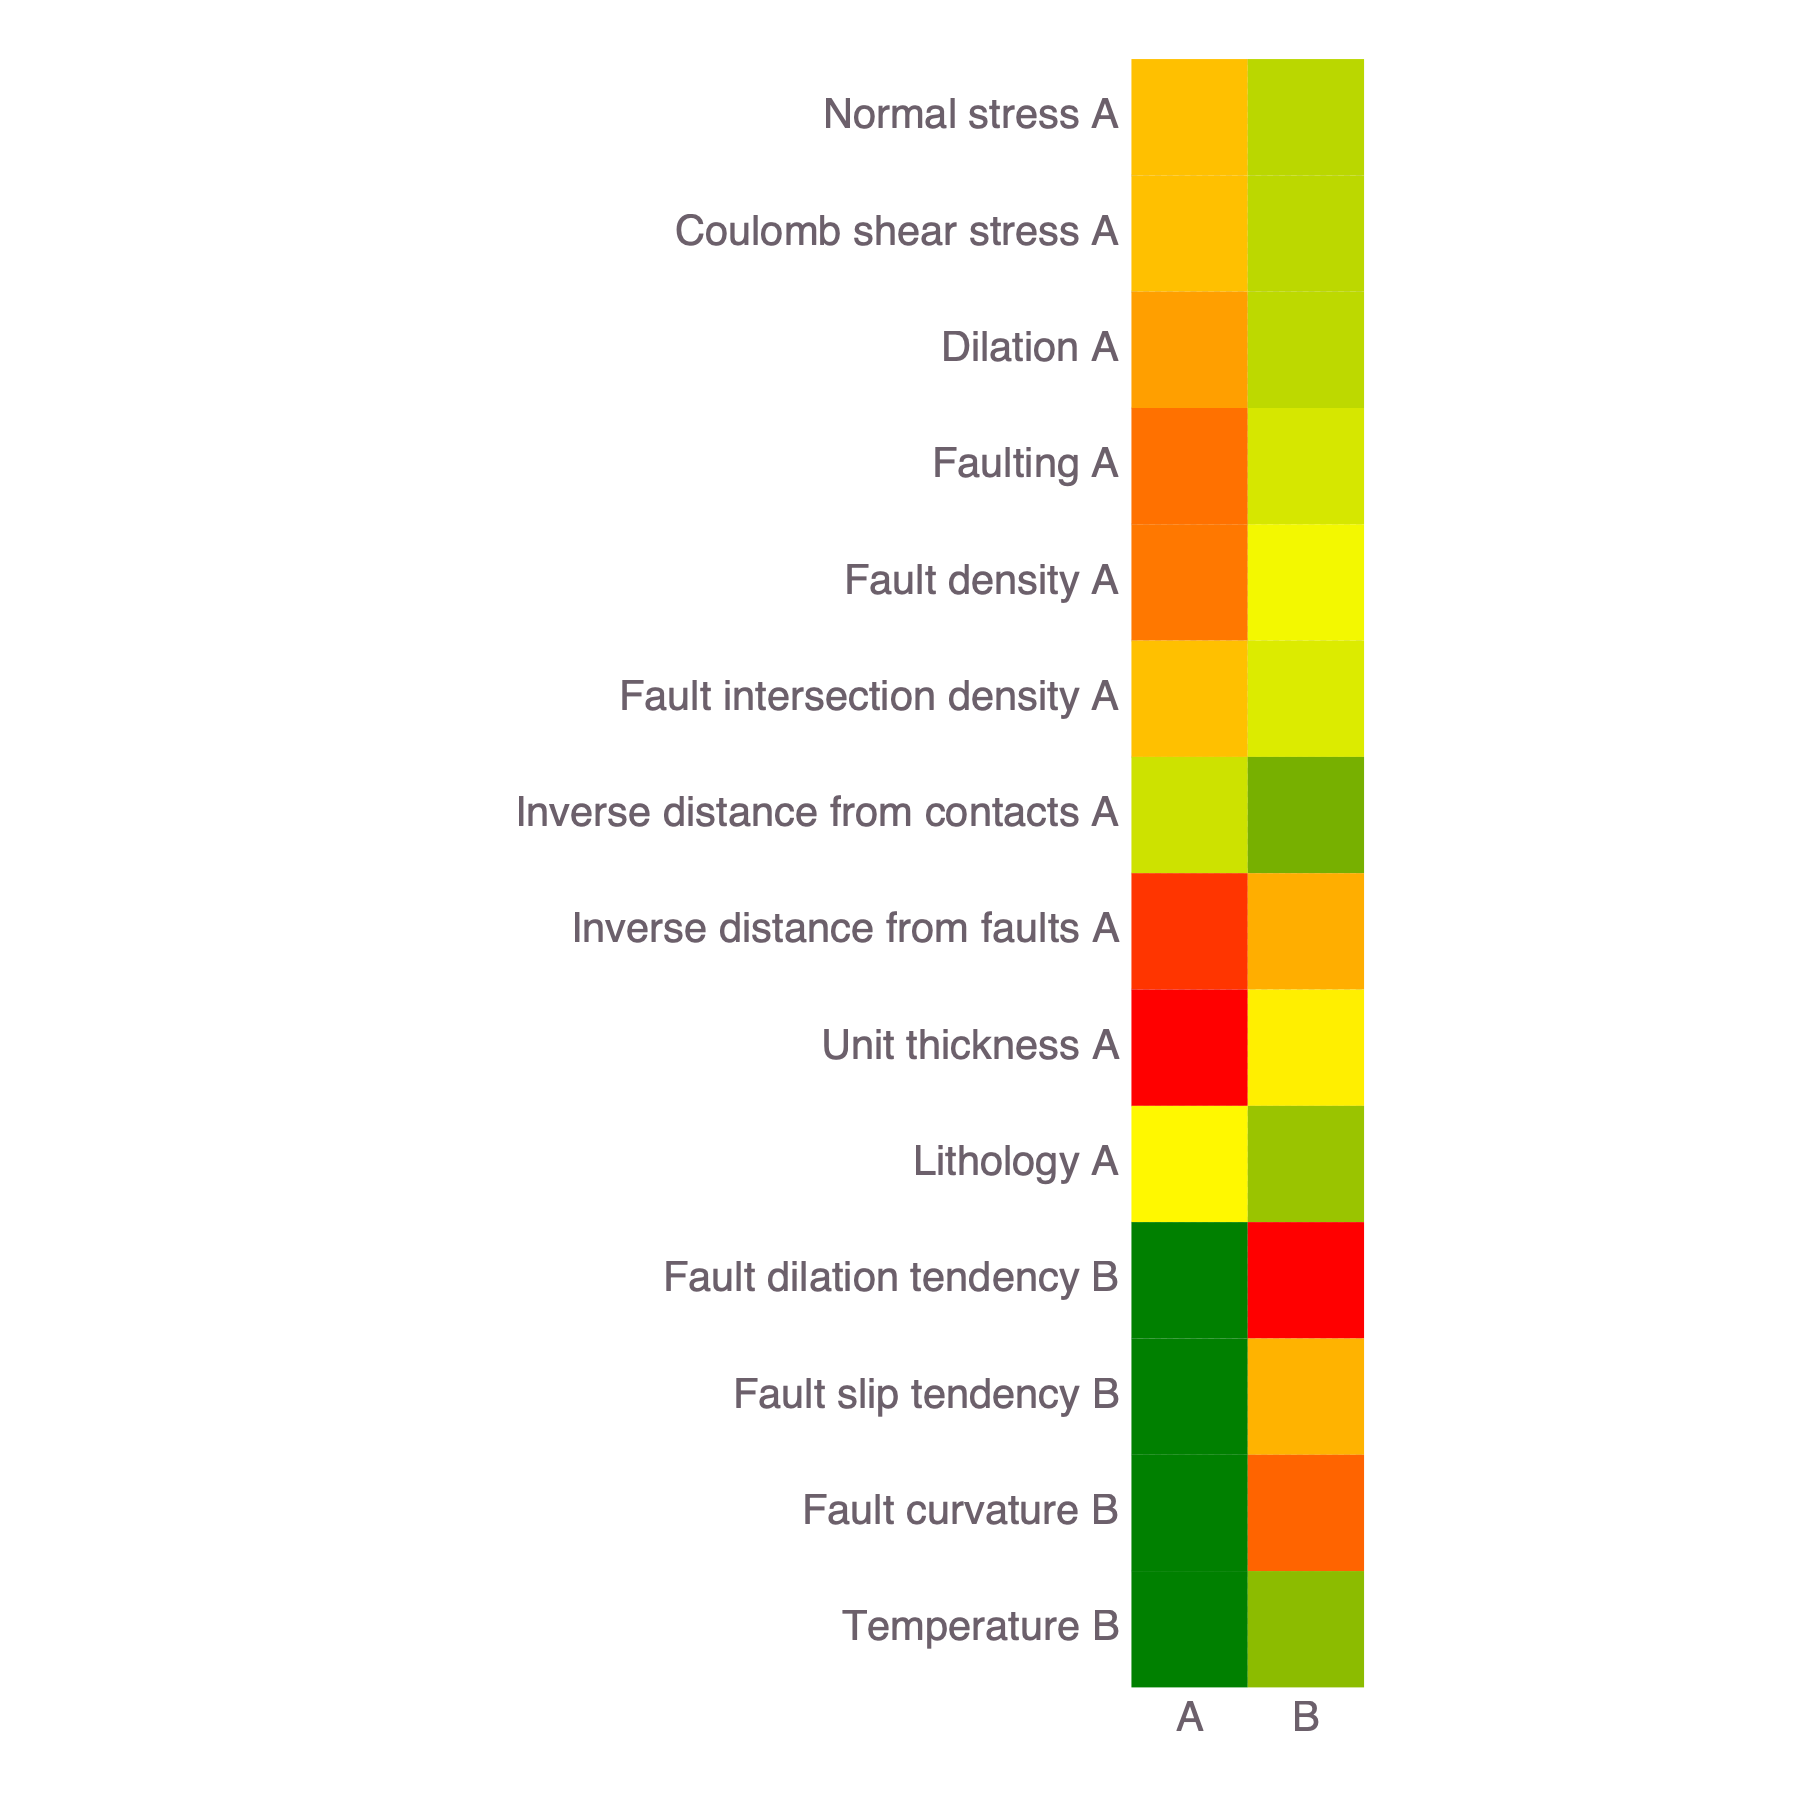 Normal stress A
Coulomb shear stress A
Dilation A
Faulting A
Fault density A
Fault intersection density A
Inverse distance from contacts A
Inverse distance from faults A
Unit thickness A
Lithology A
Fault dilation tendency B
Fault slip tendency B
Fault curvature B
Temperature B
A B